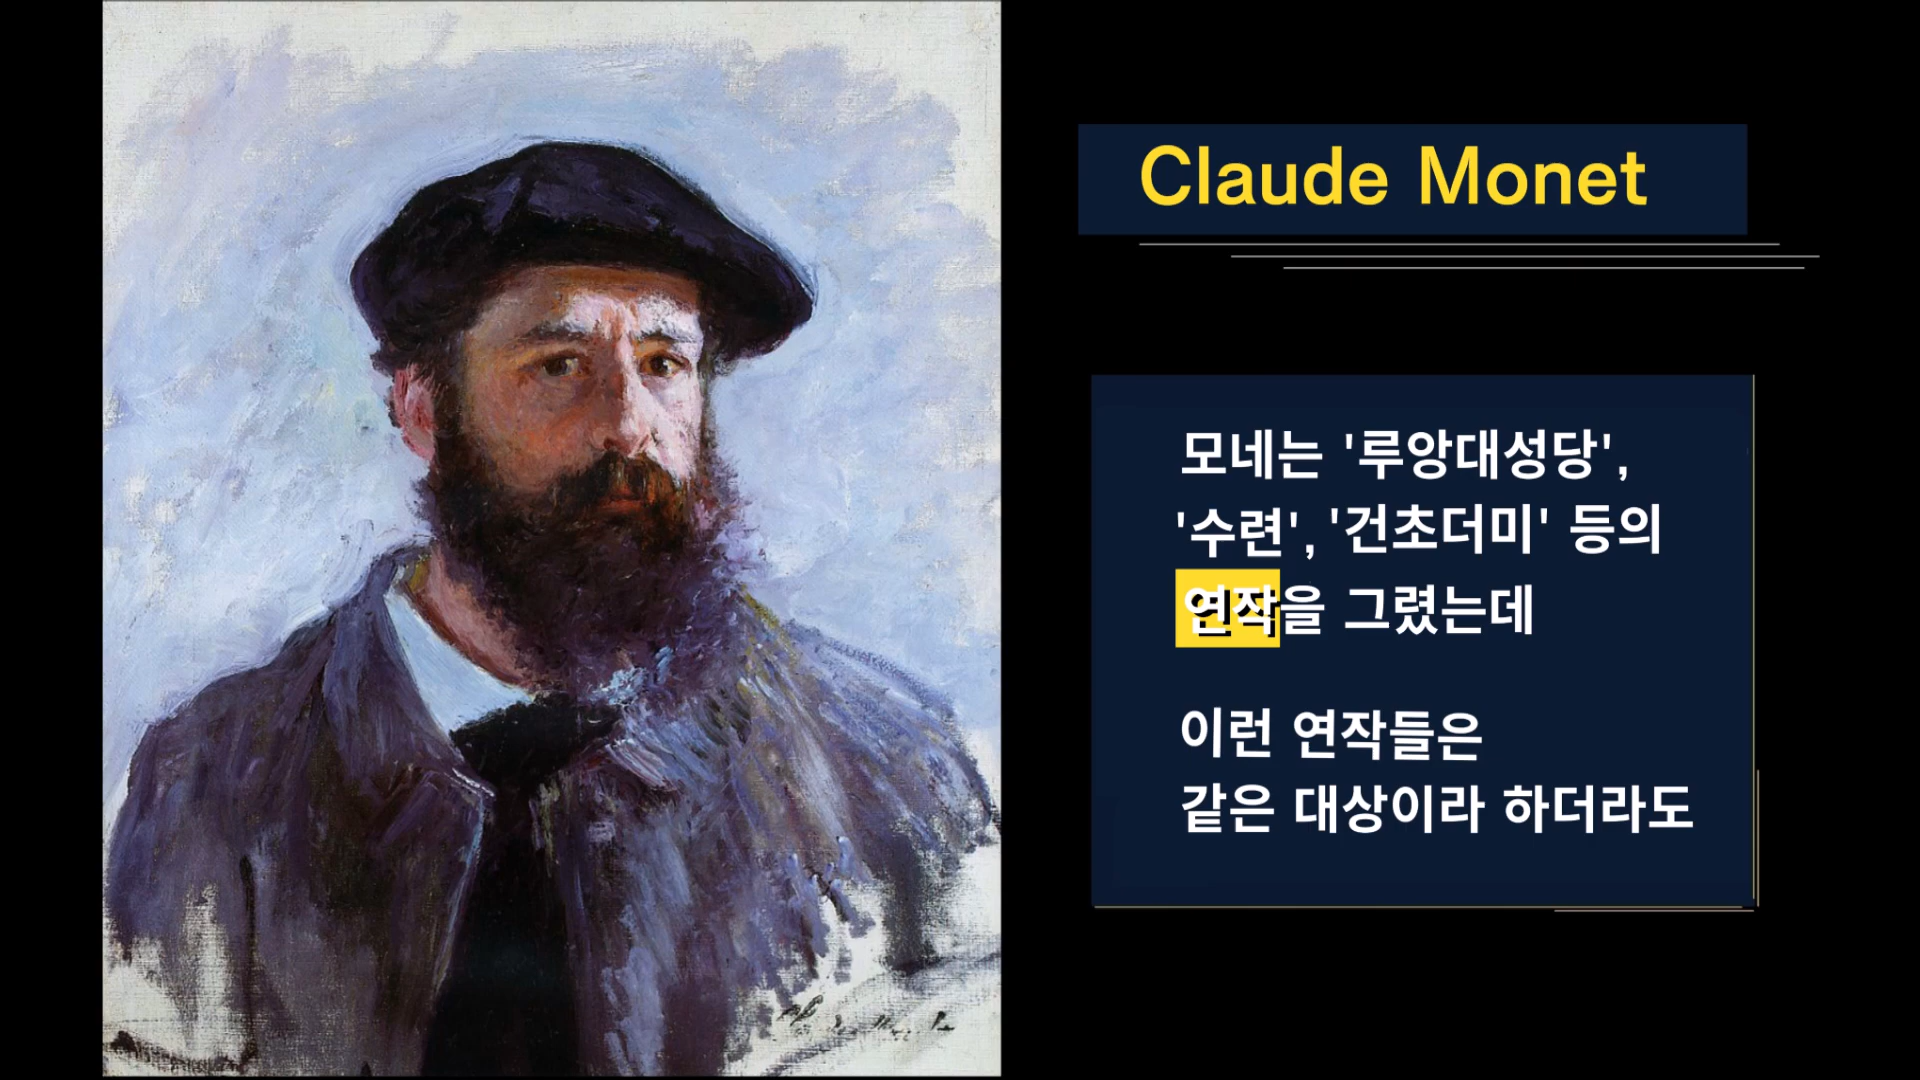 Claude Monet
모네는 '루앙대성당',
'수련', '건초더미' 등의
연작을 그렸는데
이런 연작들은
같은 대상이라 하더라도